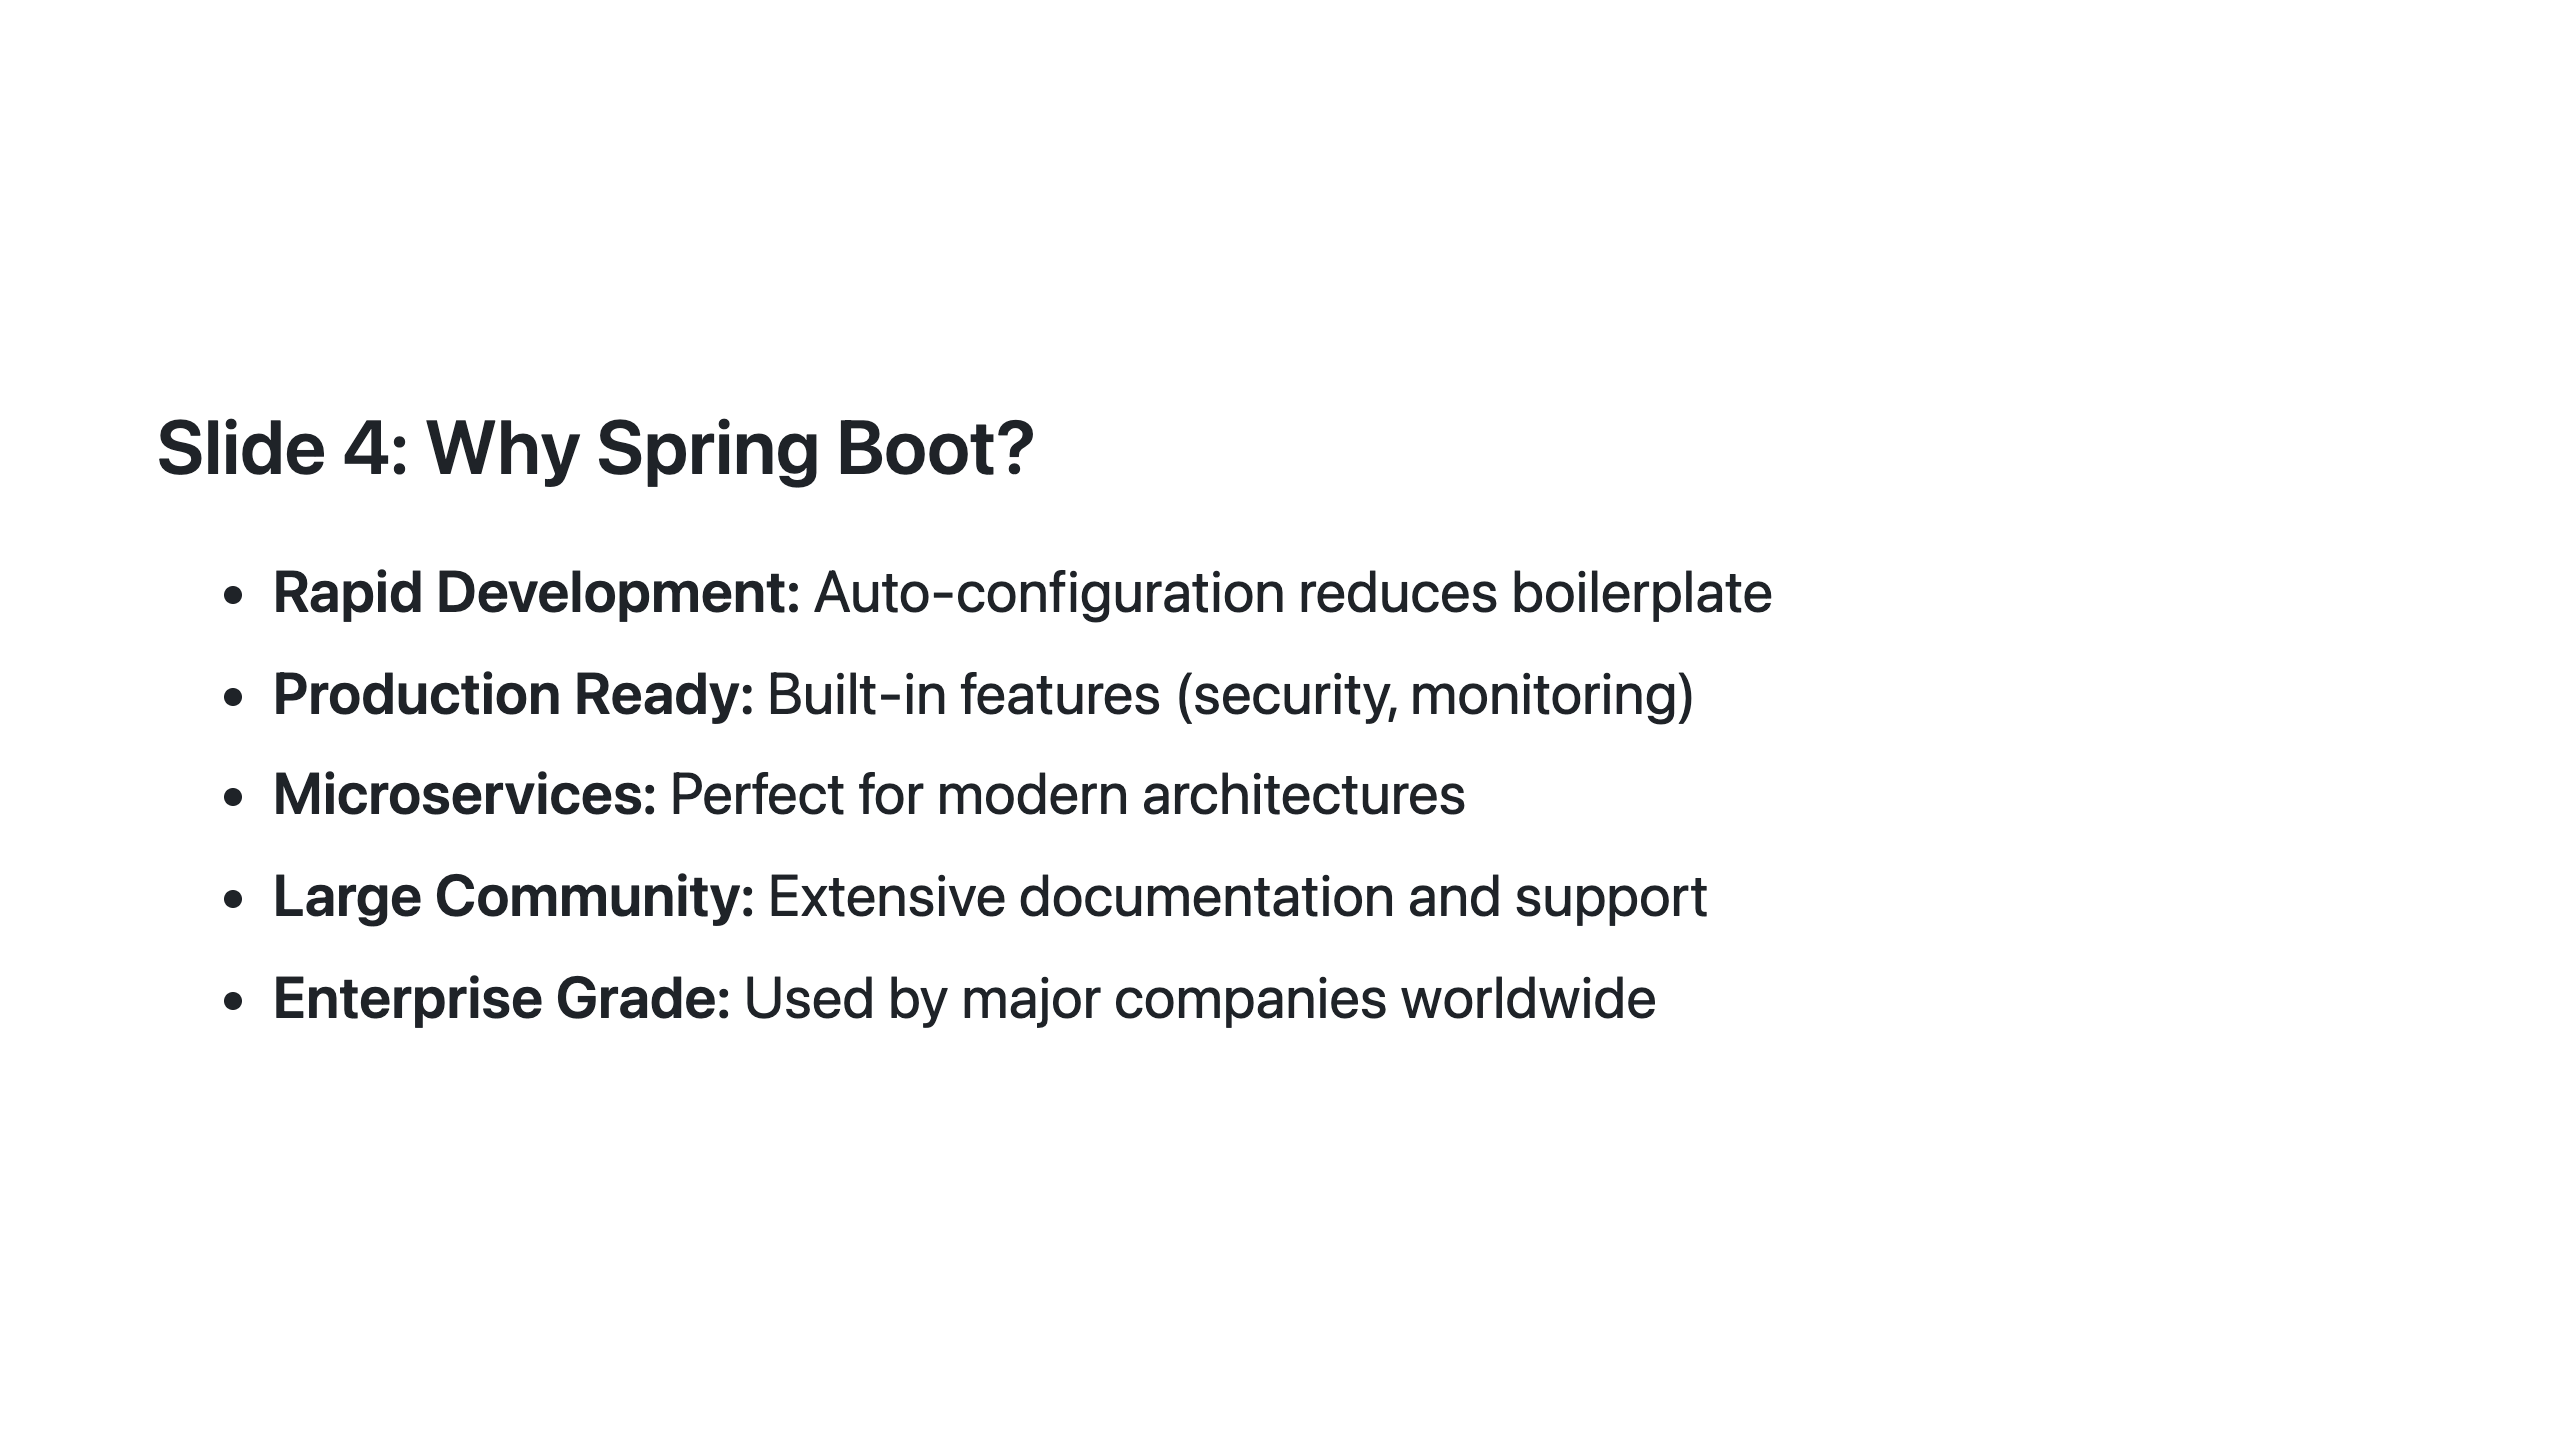 Slide 4: Why Spring Boot?
• Rapid Development: Auto-configuration reduces boilerplate
• Production Ready: Built-in features (security, monitoring)
• Microservices: Perfect for modern architectures
• Large Community: Extensive documentation and support
• Enterprise Grade: Used by major companies worldwide